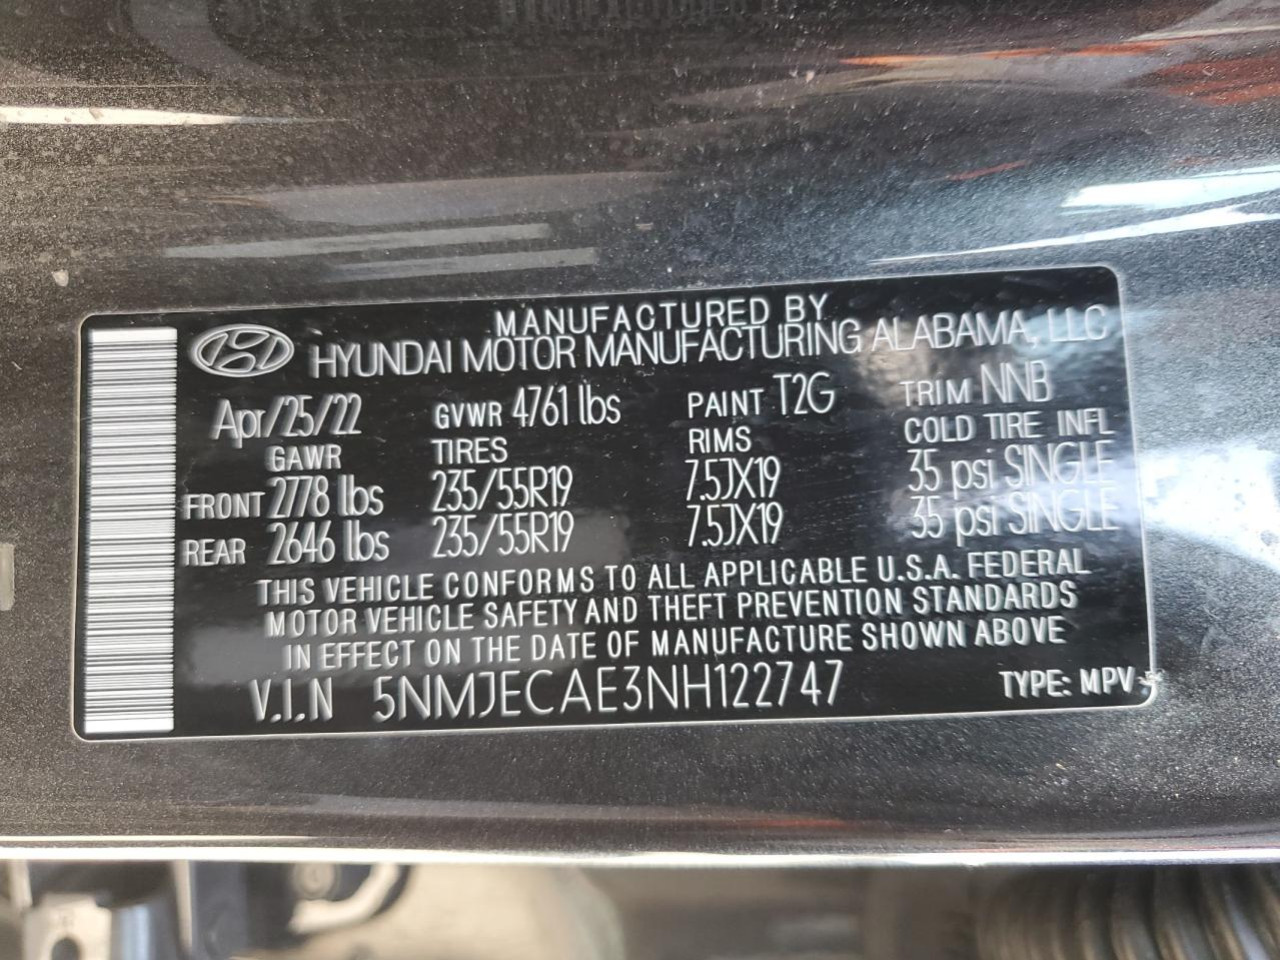 MANUFACTURED BY
HYUNDAI MOTOR MANUFACTURING ALABAMA, LLC
Apr/25/22 GVWR 4761 lbs PAINT T2G TRIM NNB
GAWR TIRES RIMS COLD TIRE INFL
FRONT 2778 lbs 235/55R19 7.5JX19 35 psi SINGLE
REAR 2646 lbs 235/55R19 7.5JX19 35 psi SINGLE
THIS VEHICLE CONFORMS TO ALL APPLICABLE U.S.A. FEDERAL
MOTOR VEHICLE SAFETY AND THEFT PREVENTION STANDARDS
IN EFFECT ON THE DATE OF MANUFACTURE SHOWN ABOVE
V.I.N 5NMJECAE3NH122747 TYPE: MPV